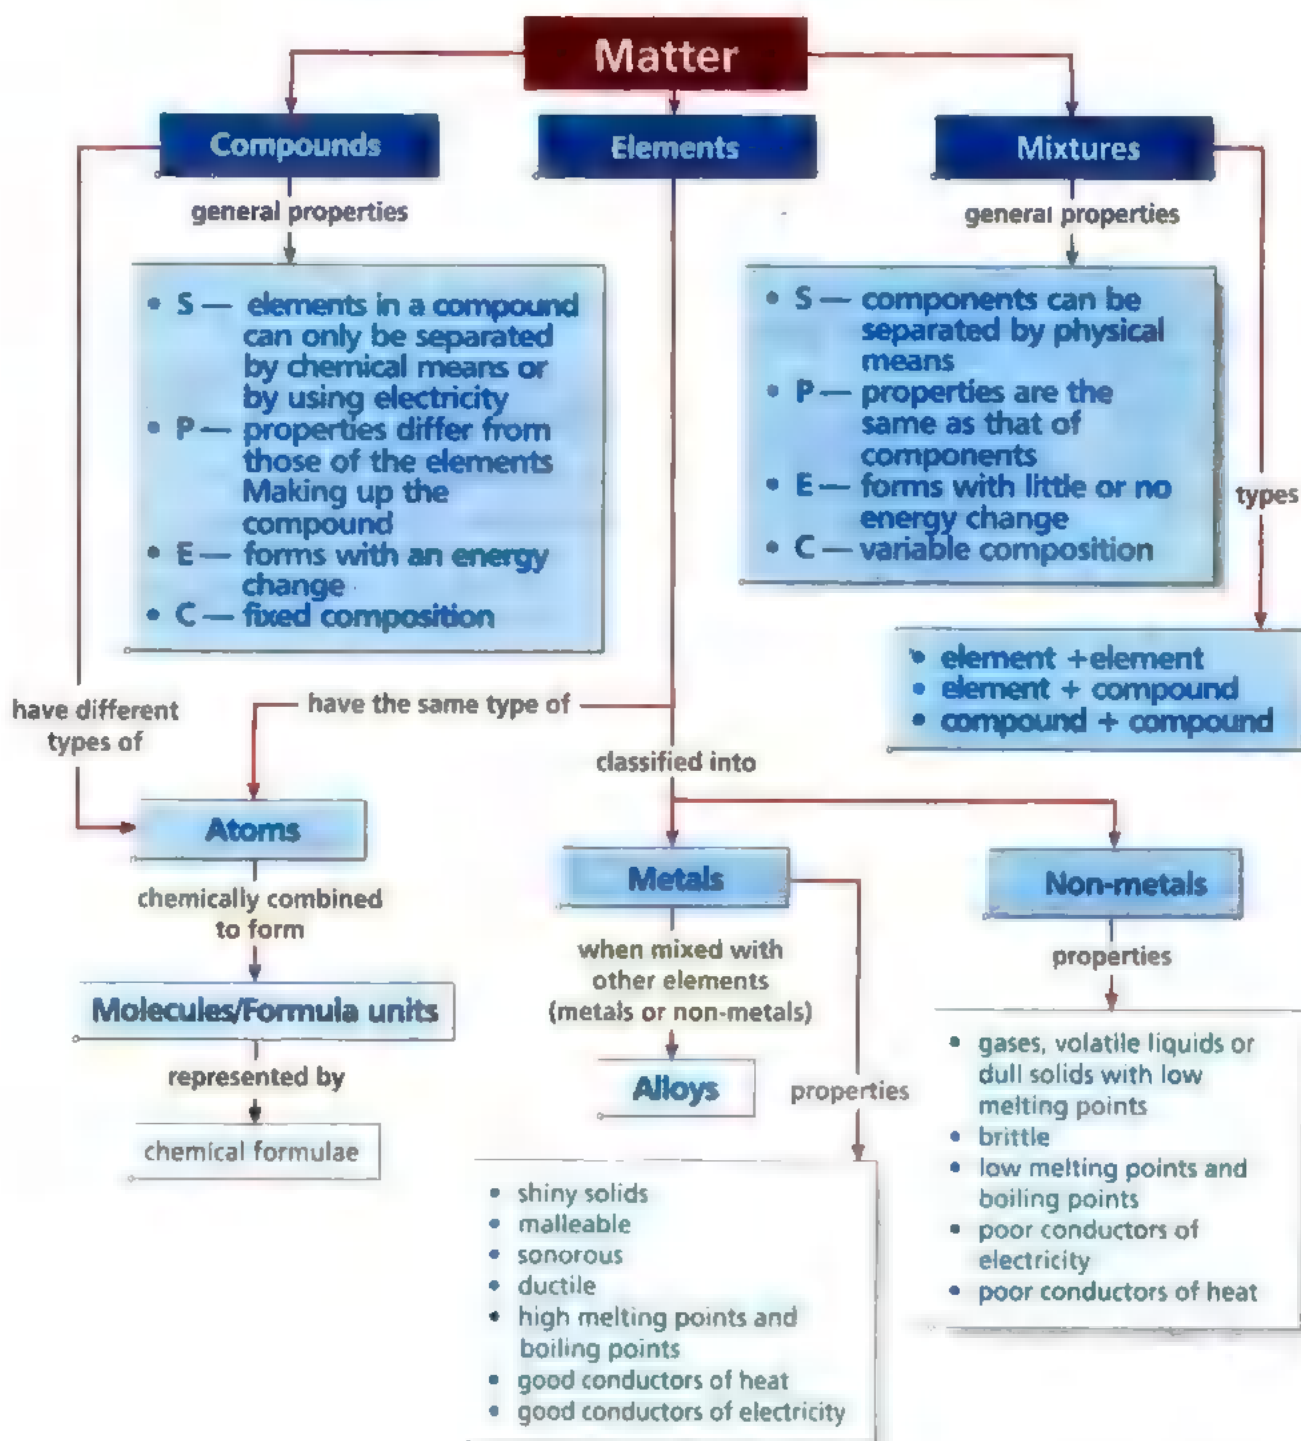 Matter
Compounds
Elements
Mixtures
general properties
general properties
• S — elements in a compound
can only be separated
by chemical means or
by using electricity
• P — properties differ from
those of the elements
Making up the
compound
• E — forms with an energy
change
• C — fixed composition
• S — components can be
separated by physical
means
• P — properties are the
same as that of
components
• E — forms with little or no
energy change
• C — variable composition
types
• element +element
• element + compound
• compound + compound
have different
types of
have the same type of
classified into
Atoms
Metals
Non-metals
chemically combined
to form
when mixed with
other elements
(metals or non-metals)
properties
Molecules/Formula units
represented by
chemical formulae
Alloys
properties
• gases, volatile liquids or
dull solids with low
melting points
• brittle
• low melting points and
boiling points
• poor conductors of
electricity
• poor conductors of heat
• shiny solids
• malleable
• sonorous
• ductile
• high melting points and
boiling points
• good conductors of heat
• good conductors of electricity